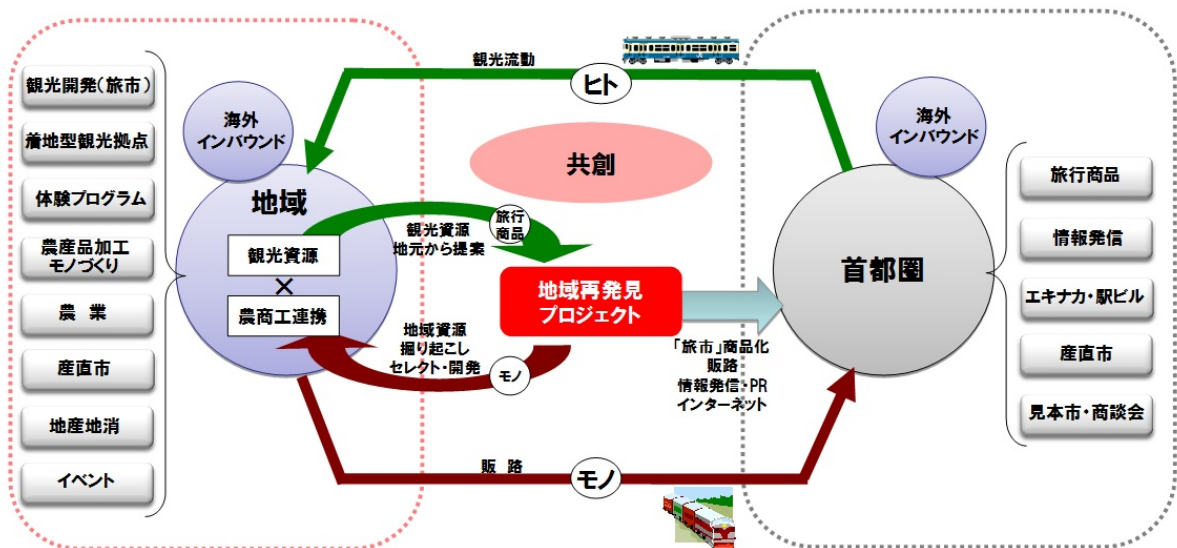 観光開発(旅市)
着地型観光拠点
体験プログラム
農産品加工
モノづくり
農 業
産直市
地産地消
イベント
海外
インバウンド
地域
観光資源
×
農商工連携
観光流動
ヒト
共創
旅行
商品
観光資源
地元から提案
地域再発見
プロジェクト
地域資源
掘り起こし
セレクト・開発
モノ
「旅市」商品化
販路
情報発信・PR
インターネット
販 路
モノ
海外
インバウンド
首都圏
旅行商品
情報発信
エキナカ・駅ビル
産直市
見本市・商談会